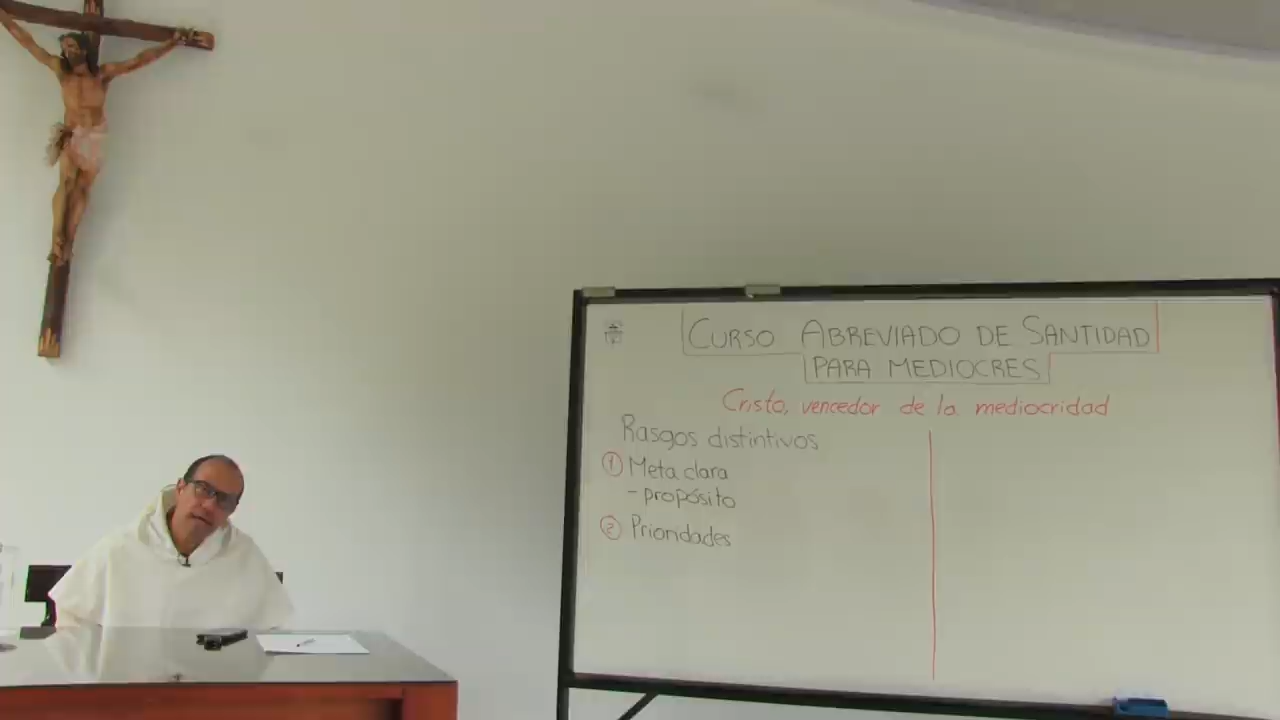 CURSO ABREVIADO DE SANTIDAD
PARA MEDIOCRES
Cristo, vencedor de la mediocridad
Rasgos distintivos
① Meta clara
- propósito
② Prioridades